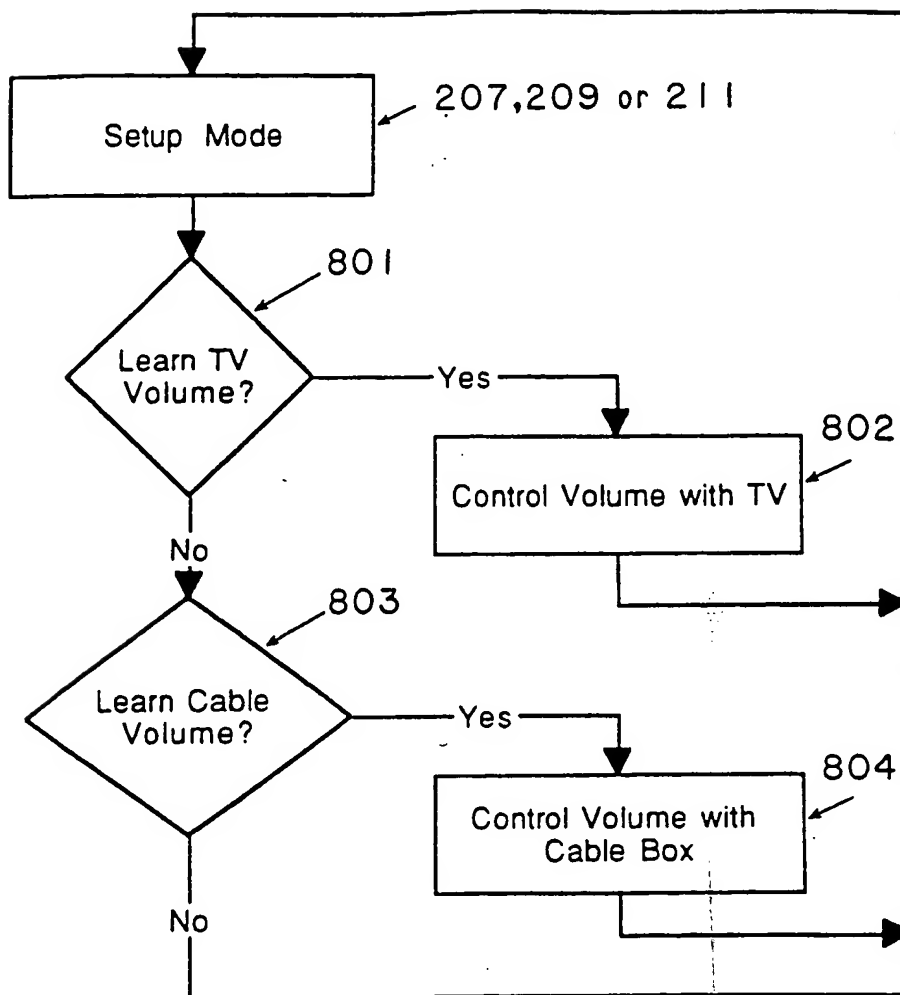 207,209 or 211
Setup Mode
801
Learn TV
Volume?
Yes
802
Control Volume with TV
No
803
Learn Cable
Volume?
Yes
804
Control Volume with
Cable Box
No